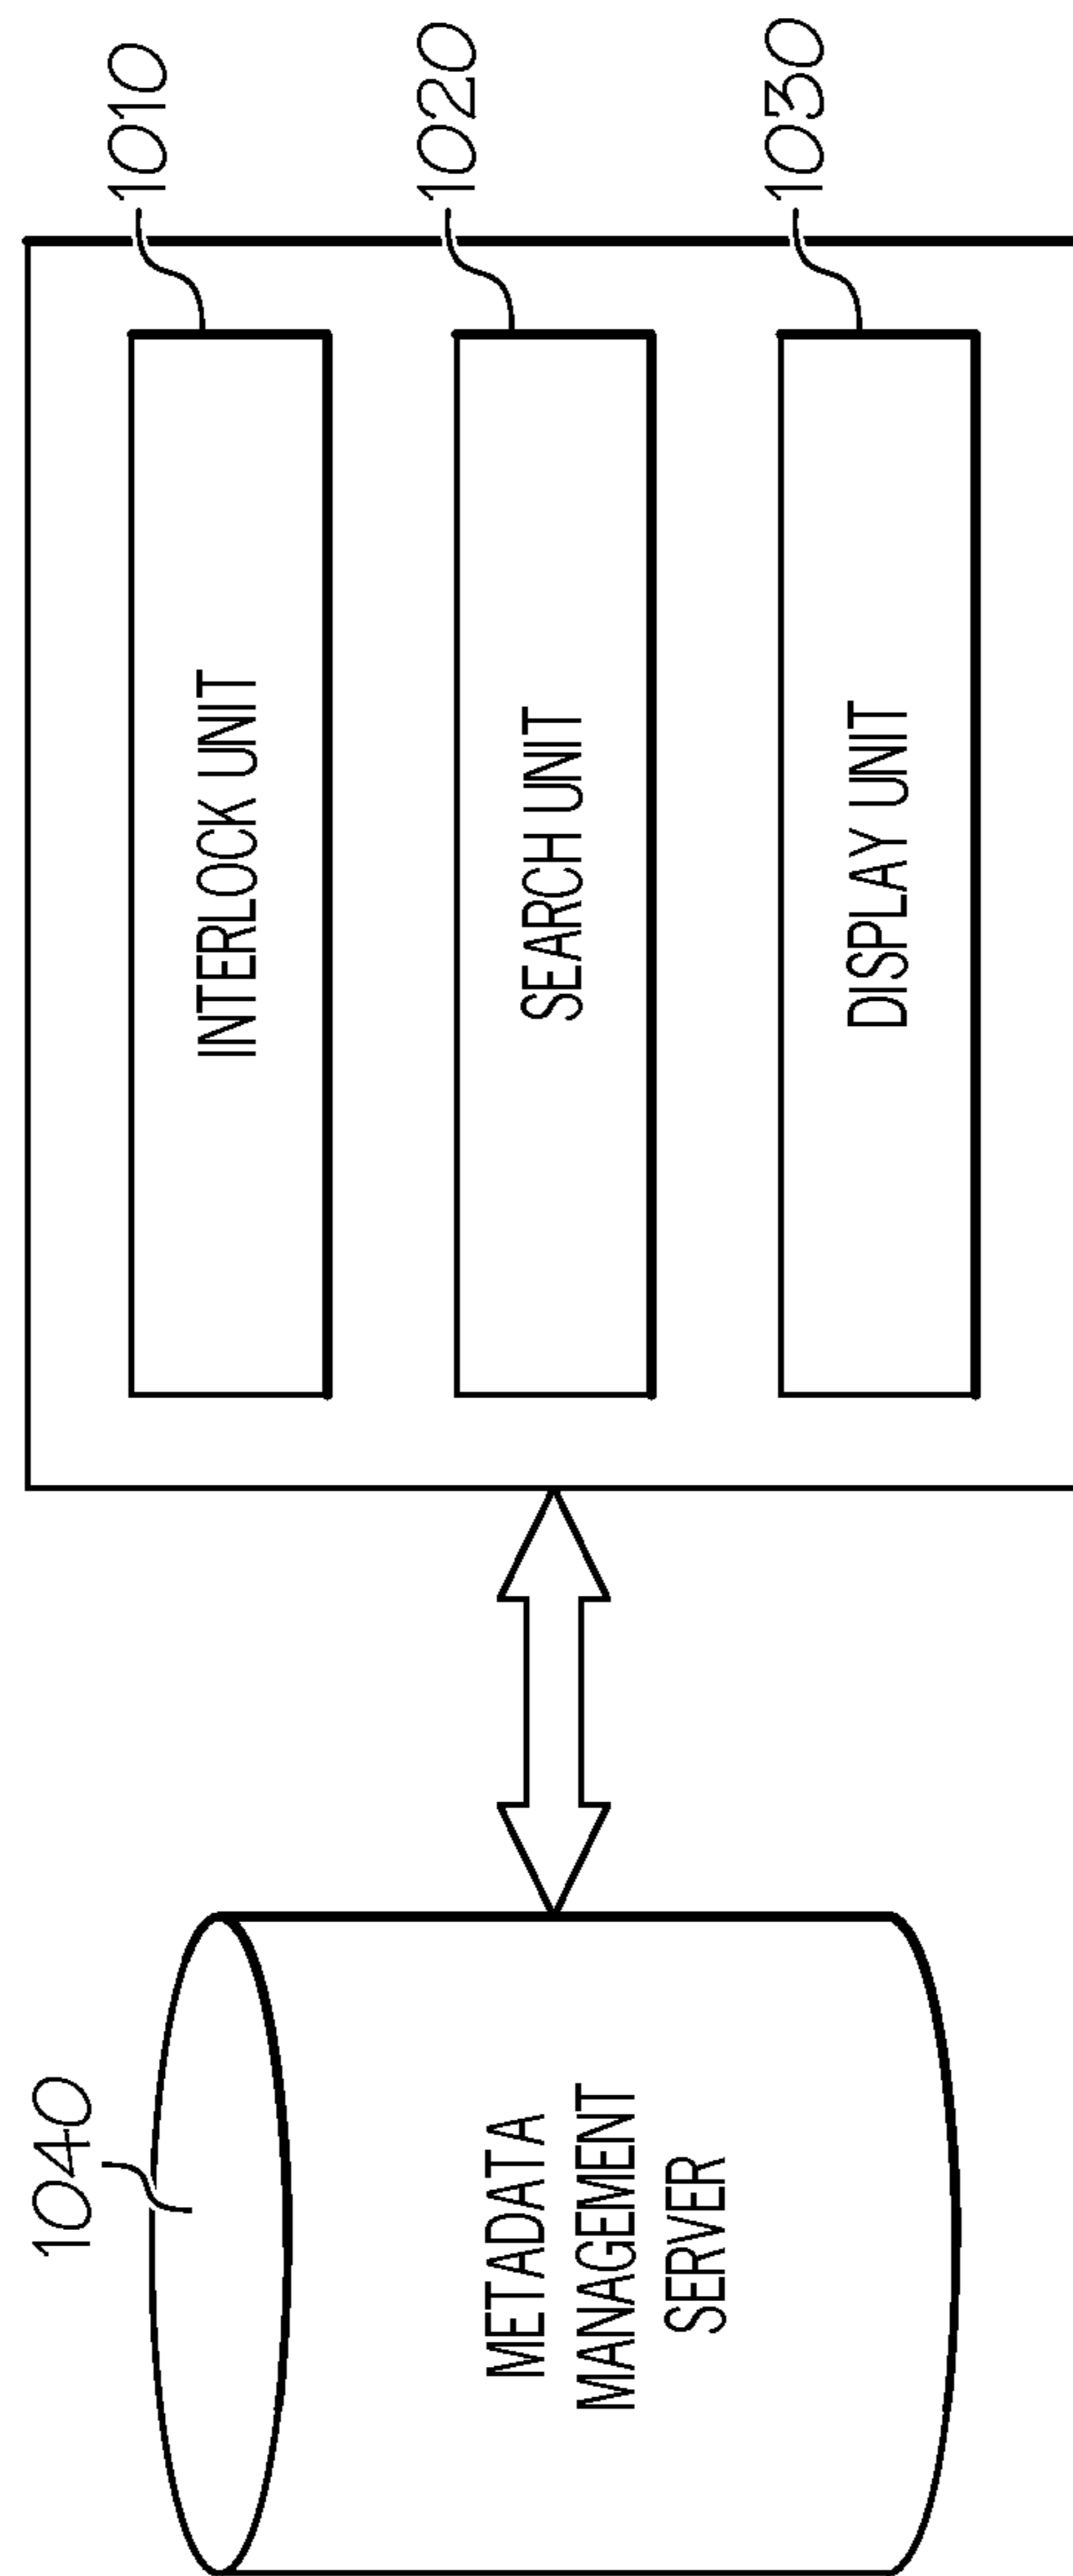 1040
METADATA
MANAGEMENT
SERVER
1010
INTERLOCK UNIT
1020
SEARCH UNIT
1030
DISPLAY UNIT